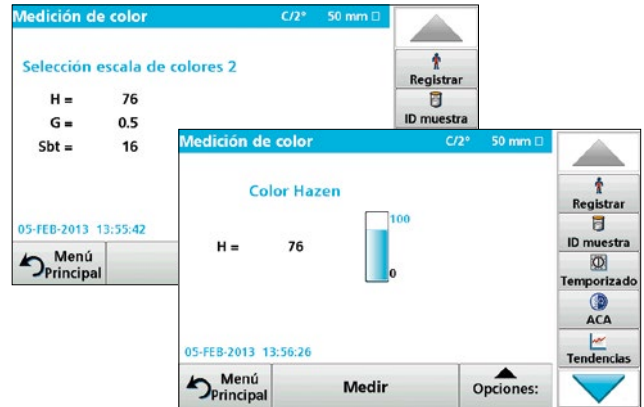 Medición de color C/2° 50 mm □
Selección escala de colores 2
H = 76
G = 0.5
Sbt = 16
05-FEB-2013 13:55:42
Menú
Principal
Registrar
ID muestra
Medición de color C/2° 50 mm □
Color Hazen
100
H = 76
0
05-FEB-2013 13:56:26
Menú
Principal
Medir
Opciones:
Registrar
ID muestra
Temporizado
ACA
Tendencias